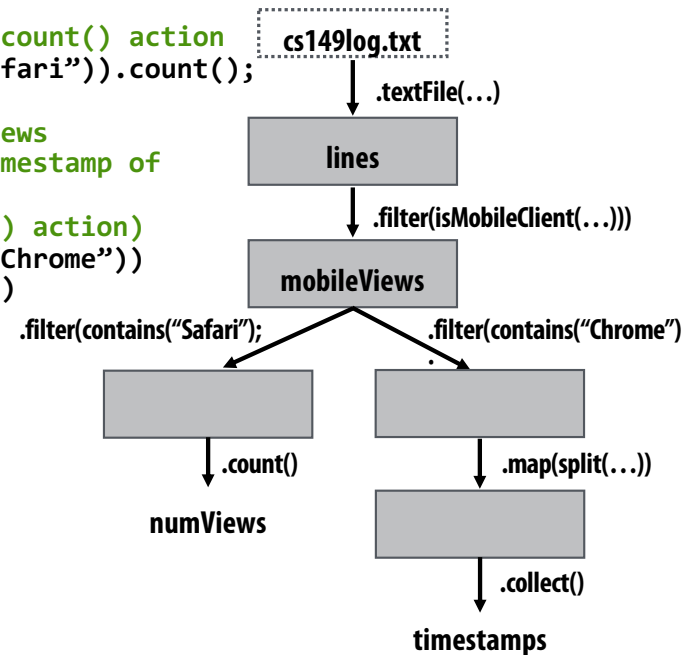 count() action
fari”)).count();
ews
mestamp of
) action)
Chrome”))
)
cs149log.txt
.textFile(…)
lines
.filter(isMobileClient(…)))
mobileViews
.filter(contains(“Safari”);
.filter(contains(“Chrome”)
.
.count()
.map(split(…))
numViews
.collect()
timestamps